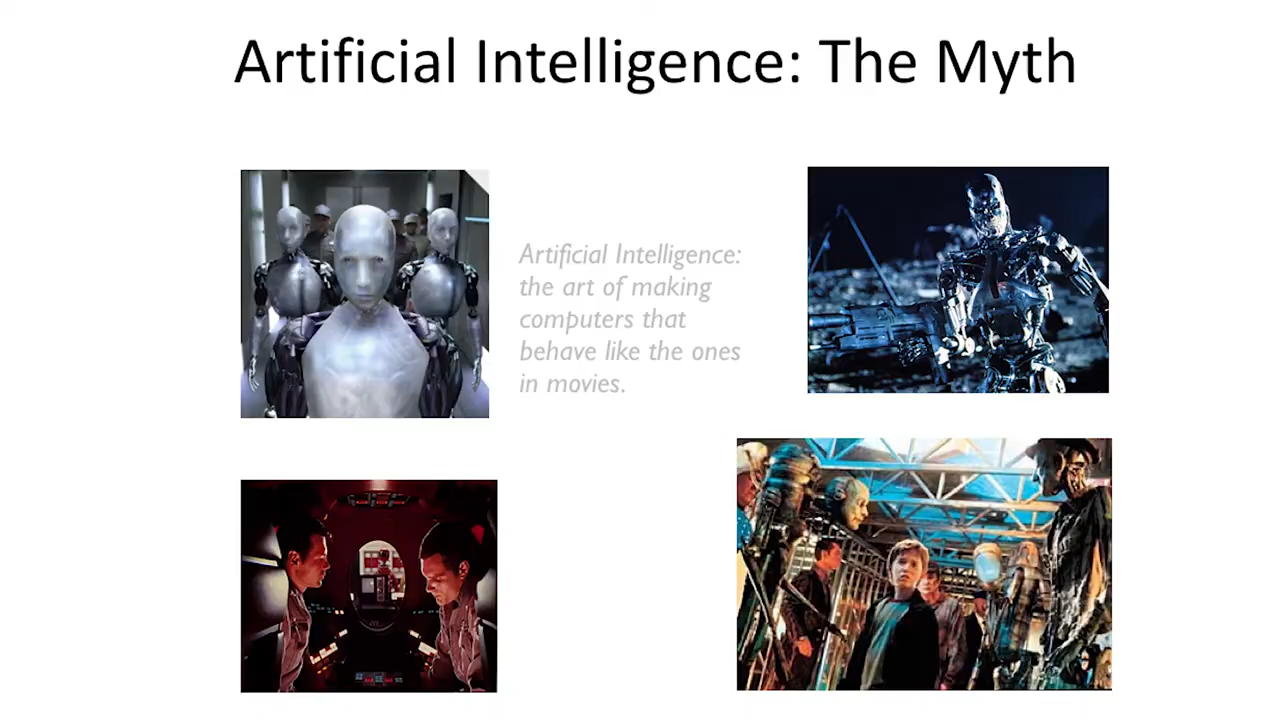 Artificial Intelligence: The Myth
Artificial Intelligence:
the art of making
computers that
behave like the ones
in movies.